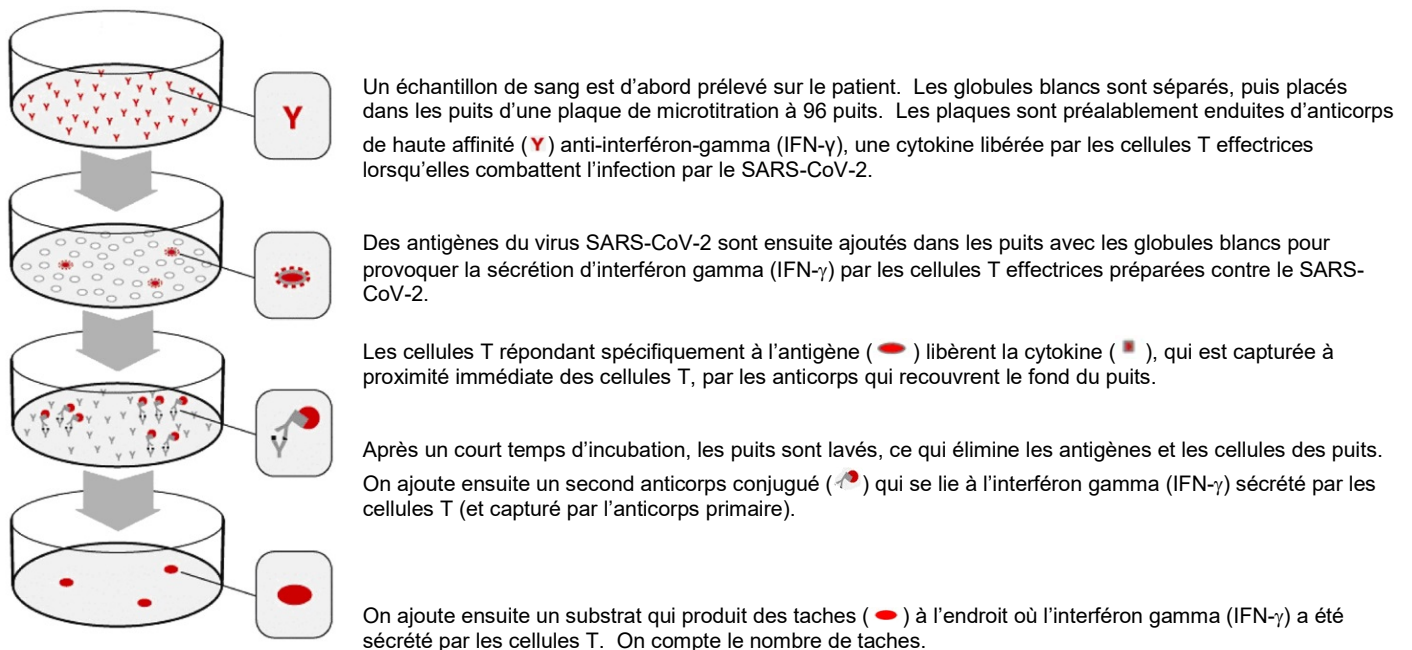 Un échantillon de sang est d’abord prélevé sur le patient.  Les globules blancs sont séparés, puis placés
dans les puits d’une plaque de microtitration à 96 puits.  Les plaques sont préalablement enduites d’anticorps
de haute affinité ( Y ) anti-interféron-gamma (IFN-γ), une cytokine libérée par les cellules T effectrices
lorsqu’elles combattent l’infection par le SARS-CoV-2.
Y
Des antigènes du virus SARS-CoV-2 sont ensuite ajoutés dans les puits avec les globules blancs pour
provoquer la sécrétion d’interféron gamma (IFN-γ) par les cellules T effectrices préparées contre le SARS-
CoV-2.
Les cellules T répondant spécifiquement à l’antigène ( ) libèrent la cytokine ( ), qui est capturée à
proximité immédiate des cellules T, par les anticorps qui recouvrent le fond du puits.
Après un court temps d’incubation, les puits sont lavés, ce qui élimine les antigènes et les cellules des puits.
On ajoute ensuite un second anticorps conjugué ( ) qui se lie à l’interféron gamma (IFN-γ) sécrété par les
cellules T (et capturé par l’anticorps primaire).
On ajoute ensuite un substrat qui produit des taches ( ) à l’endroit où l’interféron gamma (IFN-γ) a été
sécrété par les cellules T.  On compte le nombre de taches.